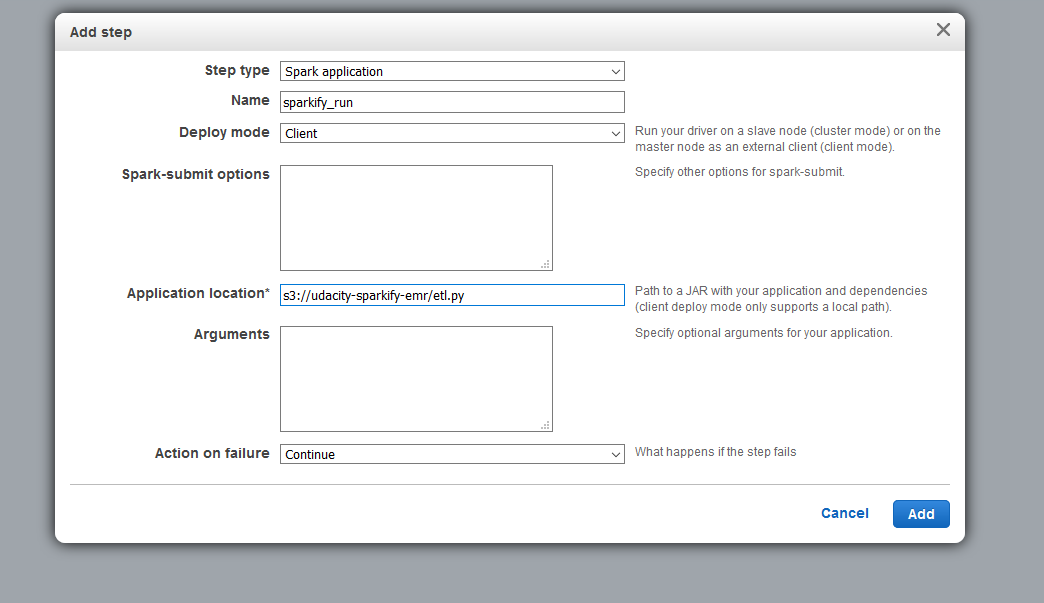 Add step
Step type Spark application
Name sparkify_run
Deploy mode Client Run your driver on a slave node (cluster mode) or on the
master node as an external client (client mode).
Spark-submit options Specify other options for spark-submit.
Application location* s3://udacity-sparkify-emr/etl.py Path to a JAR with your application and dependencies
(client deploy mode only supports a local path).
Arguments Specify optional arguments for your application.
Action on failure Continue What happens if the step fails
Cancel Add